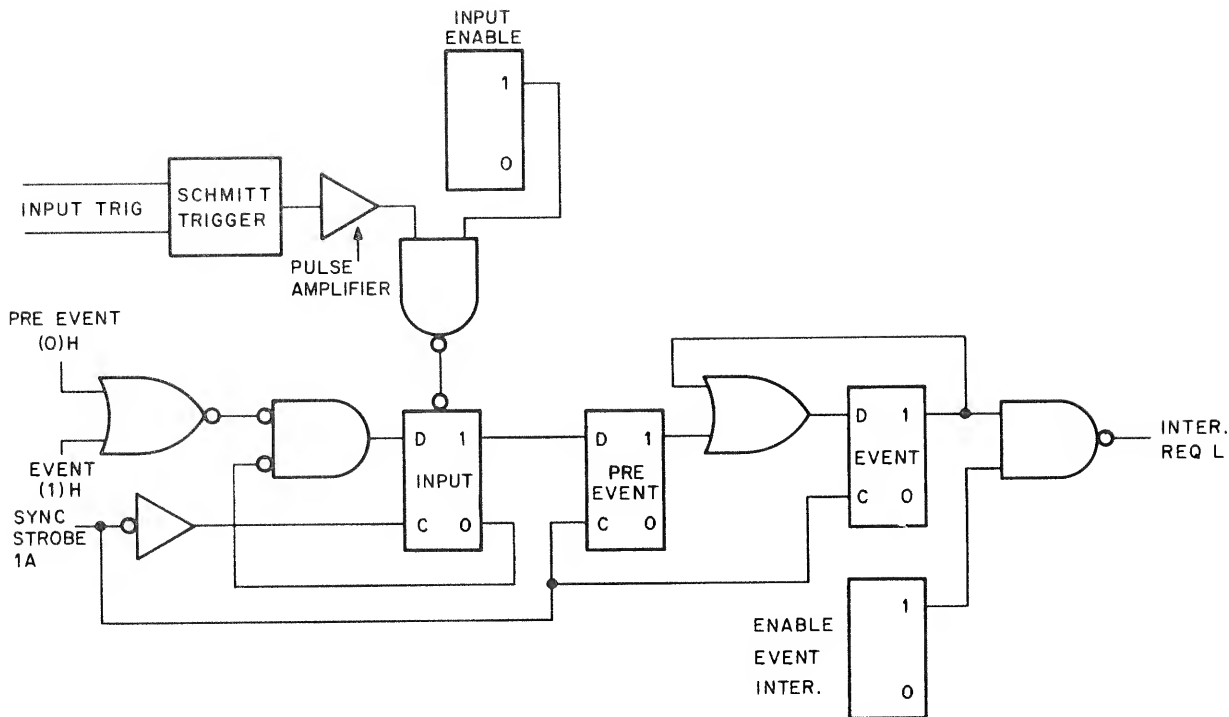 INPUT
ENABLE
1
0
INPUT TRIG
SCHMITT
TRIGGER
PULSE
AMPLIFIER
PRE EVENT
(0)H
EVENT
(1)H
SYNC
STROBE
1A
D 1
INPUT
C 0
D 1
PRE
EVENT
C 0
D 1
EVENT
C 0
INTER.
REQ L
ENABLE
EVENT
INTER.
1
0